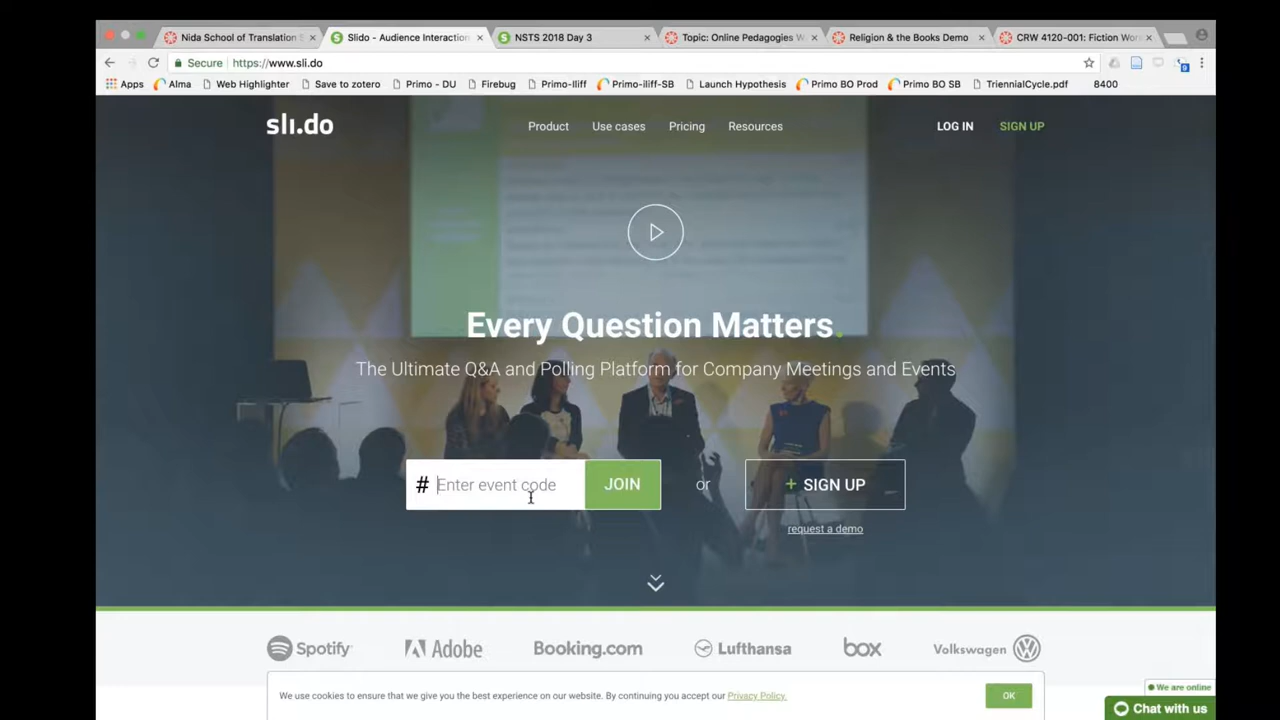 Nida School of Translation S
Slido - Audience Interaction
NSTS 2018 Day 3
Topic: Online Pedagogies W
Religion & the Books Demo
CRW 4120-001: Fiction Wor
Secure https://www.sli.do
Apps Alma Web Highlighter Save to zotero Primo - DU Firebug Primo-Iliff Primo-iliff-SB Launch Hypothesis Primo BO Prod Primo BO SB TriennialCycle.pdf 8400
sli.do Product Use cases Pricing Resources LOG IN SIGN UP
Every Question Matters.
The Ultimate Q&A and Polling Platform for Company Meetings and Events
# Enter event code JOIN or + SIGN UP
request a demo
Spotify Adobe Booking.com Lufthansa box Volkswagen
We use cookies to ensure that we give you the best experience on our website. By continuing you accept our Privacy Policy. OK
We are online
Chat with us